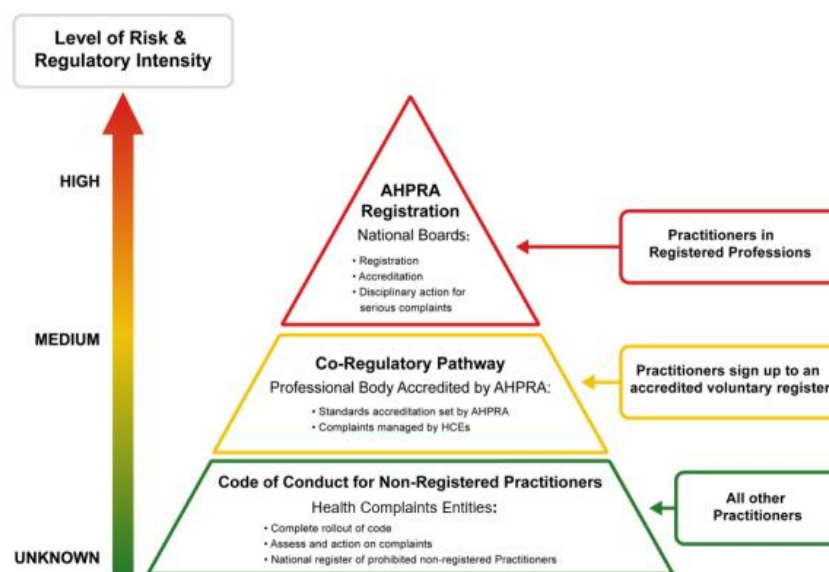 Level of Risk &
Regulatory Intensity
HIGH
MEDIUM
UNKNOWN
AHPRA
Registration
National Boards:
• Registration
• Accreditation
• Disciplinary action for
serious complaints
Practitioners in
Registered Professions
Co-Regulatory Pathway
Professional Body Accredited by AHPRA:
• Standards accreditation set by AHPRA
• Complaints managed by HCEs
Practitioners sign up to an
accredited voluntary register
Code of Conduct for Non-Registered Practitioners
Health Complaints Entities:
• Complete rollout of code
• Assess and action on complaints
• National register of prohibited non-registered Practitioners
All other
Practitioners